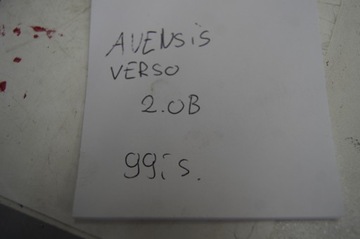 AVENSiS
VERSO
2.0B
99; s.